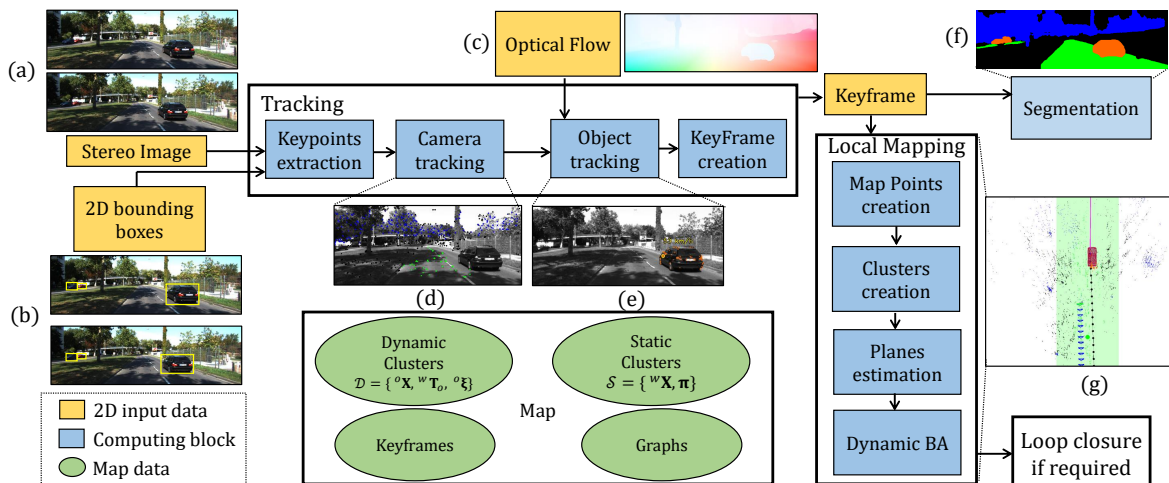 (a)
(c)
Optical Flow
(f)
Tracking
Keyframe
Segmentation
Stereo Image
Keypoints
extraction
Camera
tracking
Object
tracking
KeyFrame
creation
Local Mapping
2D bounding
boxes
Map Points
creation
(b)
(d)
(e)
Clusters
creation
Dynamic
Clusters
𝒟 = { ᵒX, ʷTₒ, ᵒξ}
Static
Clusters
𝒮 = { ʷX, π}
Map
Planes
estimation
(g)
2D input data
Computing block
Map data
Keyframes
Graphs
Dynamic BA
Loop closure
if required